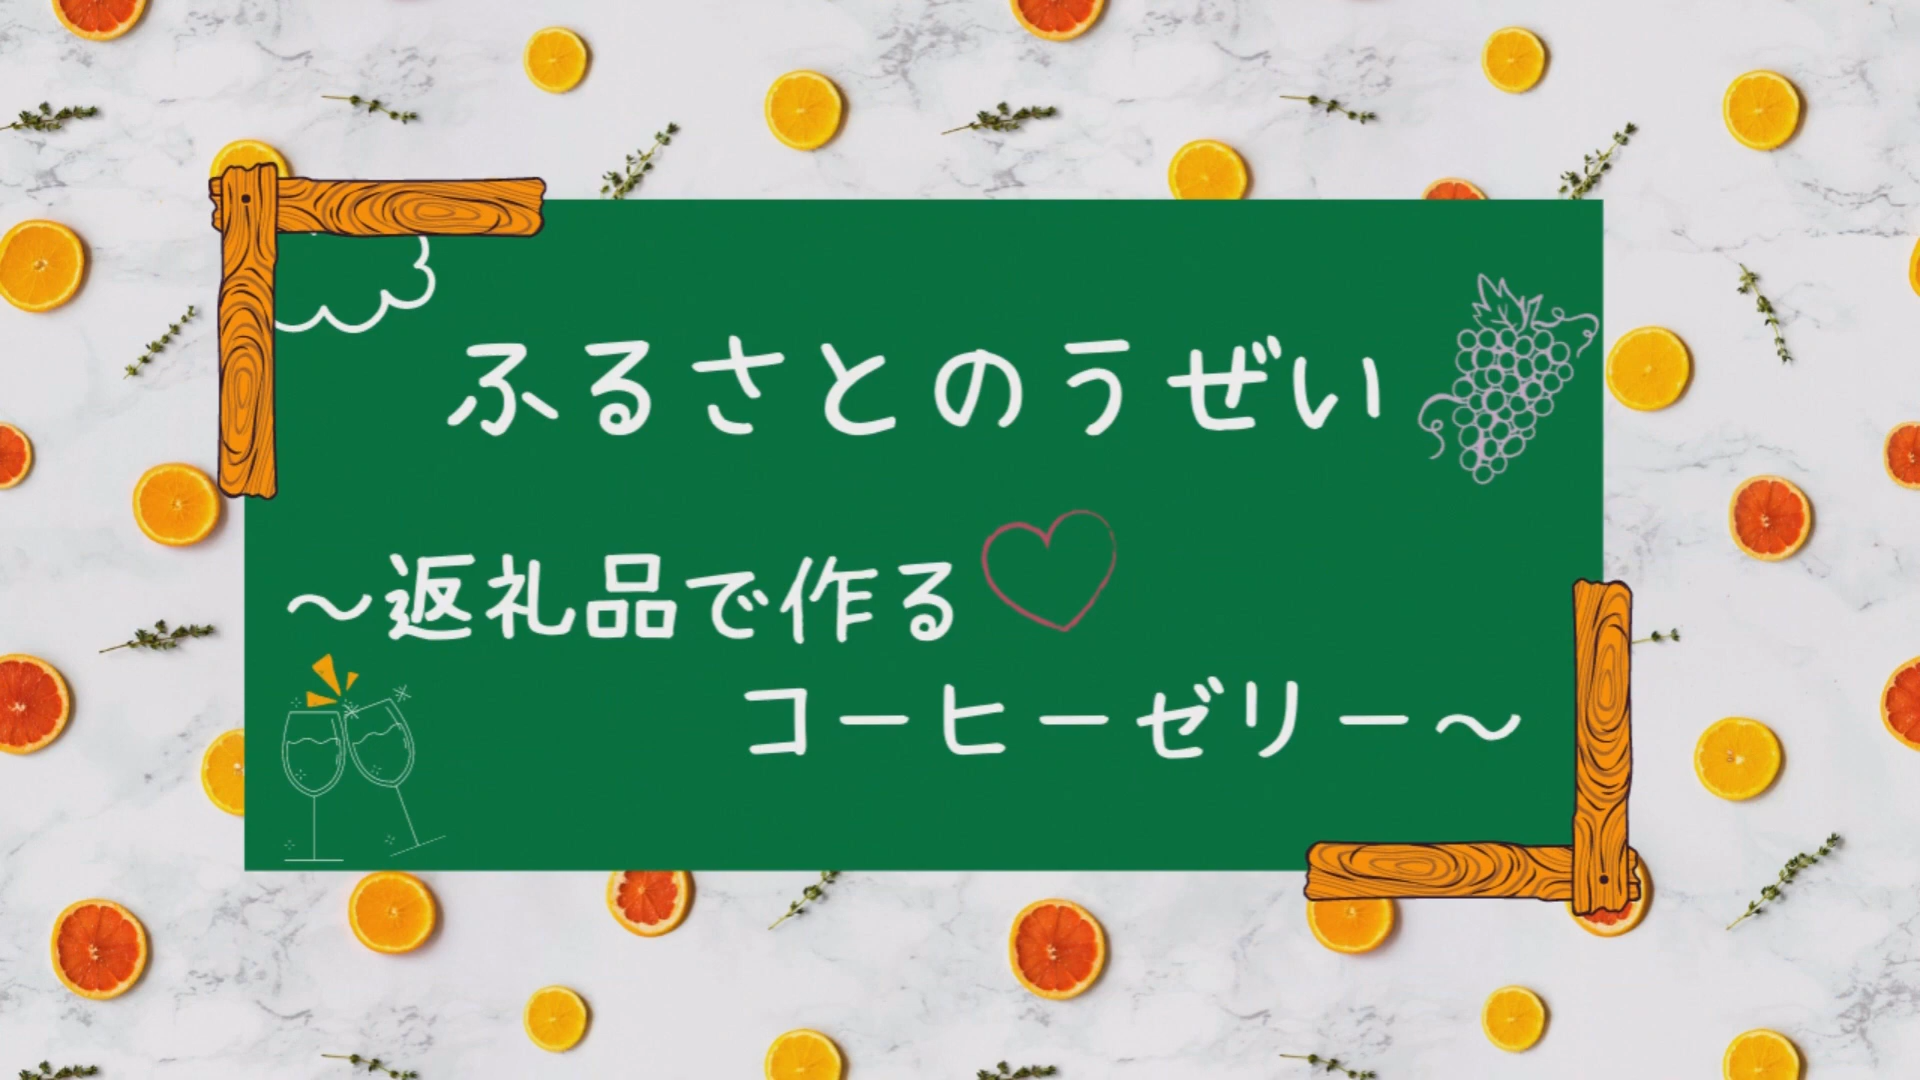 ふるさとのうぜい
～返礼品で作る
コーヒーゼリー～